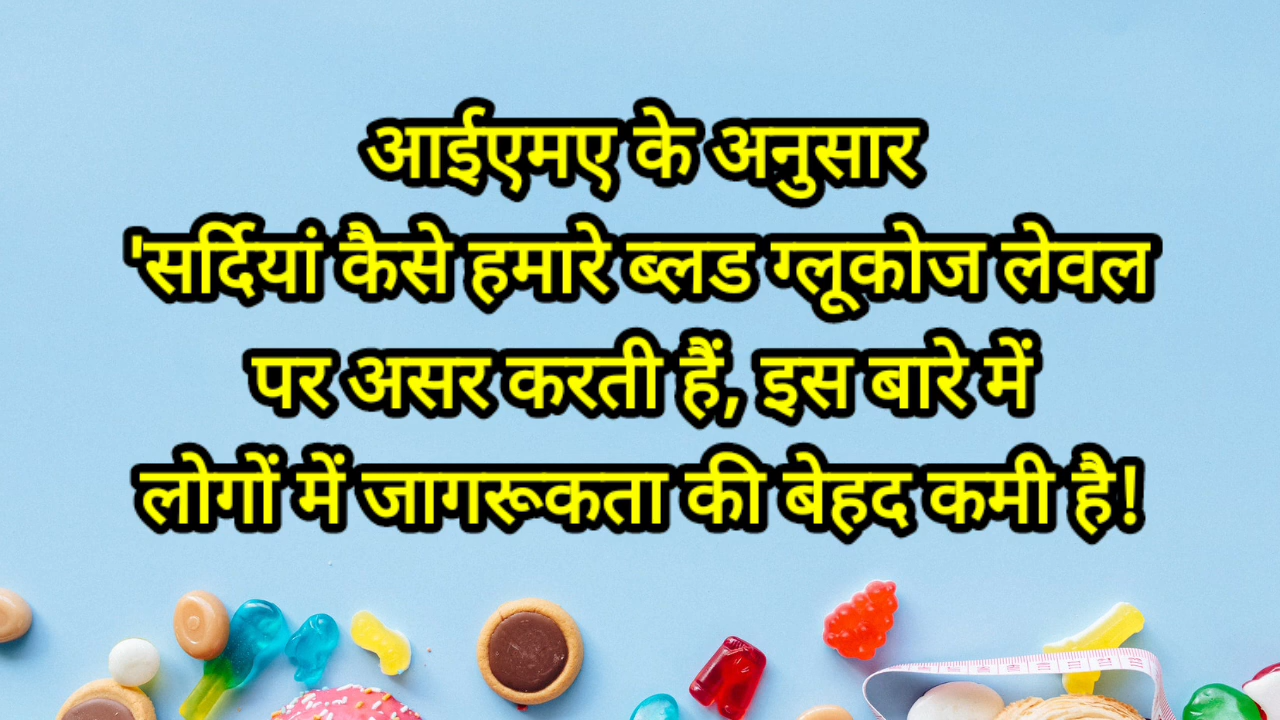 आईएमए के अनुसार
'सर्दियां कैसे हमारे ब्लड ग्लूकोज लेवल
पर असर करती हैं, इस बारे में
लोगों में जागरूकता की बेहद कमी है!